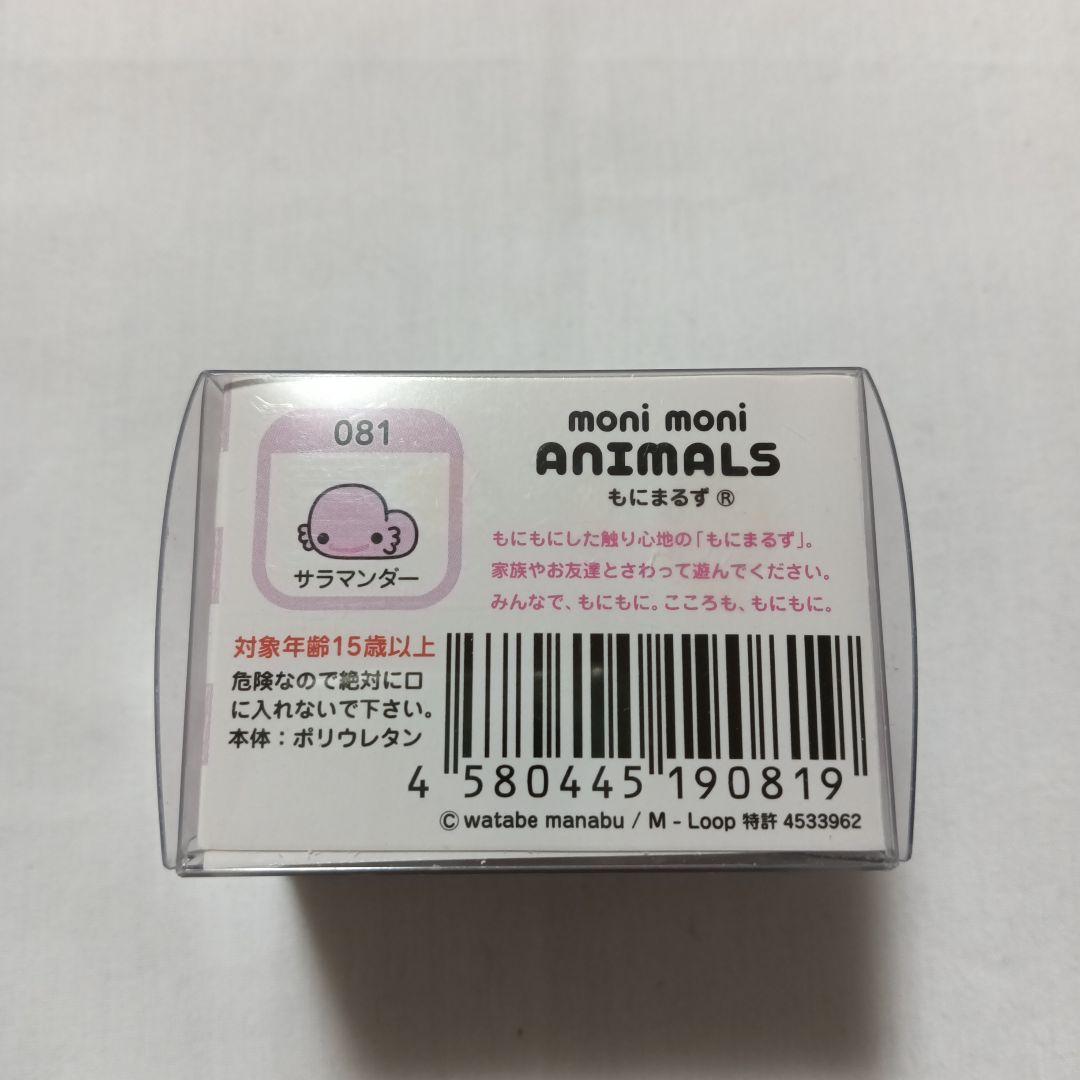 081
サラマンダー
moni moni
ANIMALS
もにまるず ®
もにもにした触り心地の「もにまるず」。
家族やお友達とさわって遊んでください。
みんなで、もにもに。こころも、もにもに。
対象年齢15歳以上
危険なので絶対に口
に入れないで下さい。
本体：ポリウレタン
4 580445 190819
© watabe manabu / M - Loop 特許 4533962